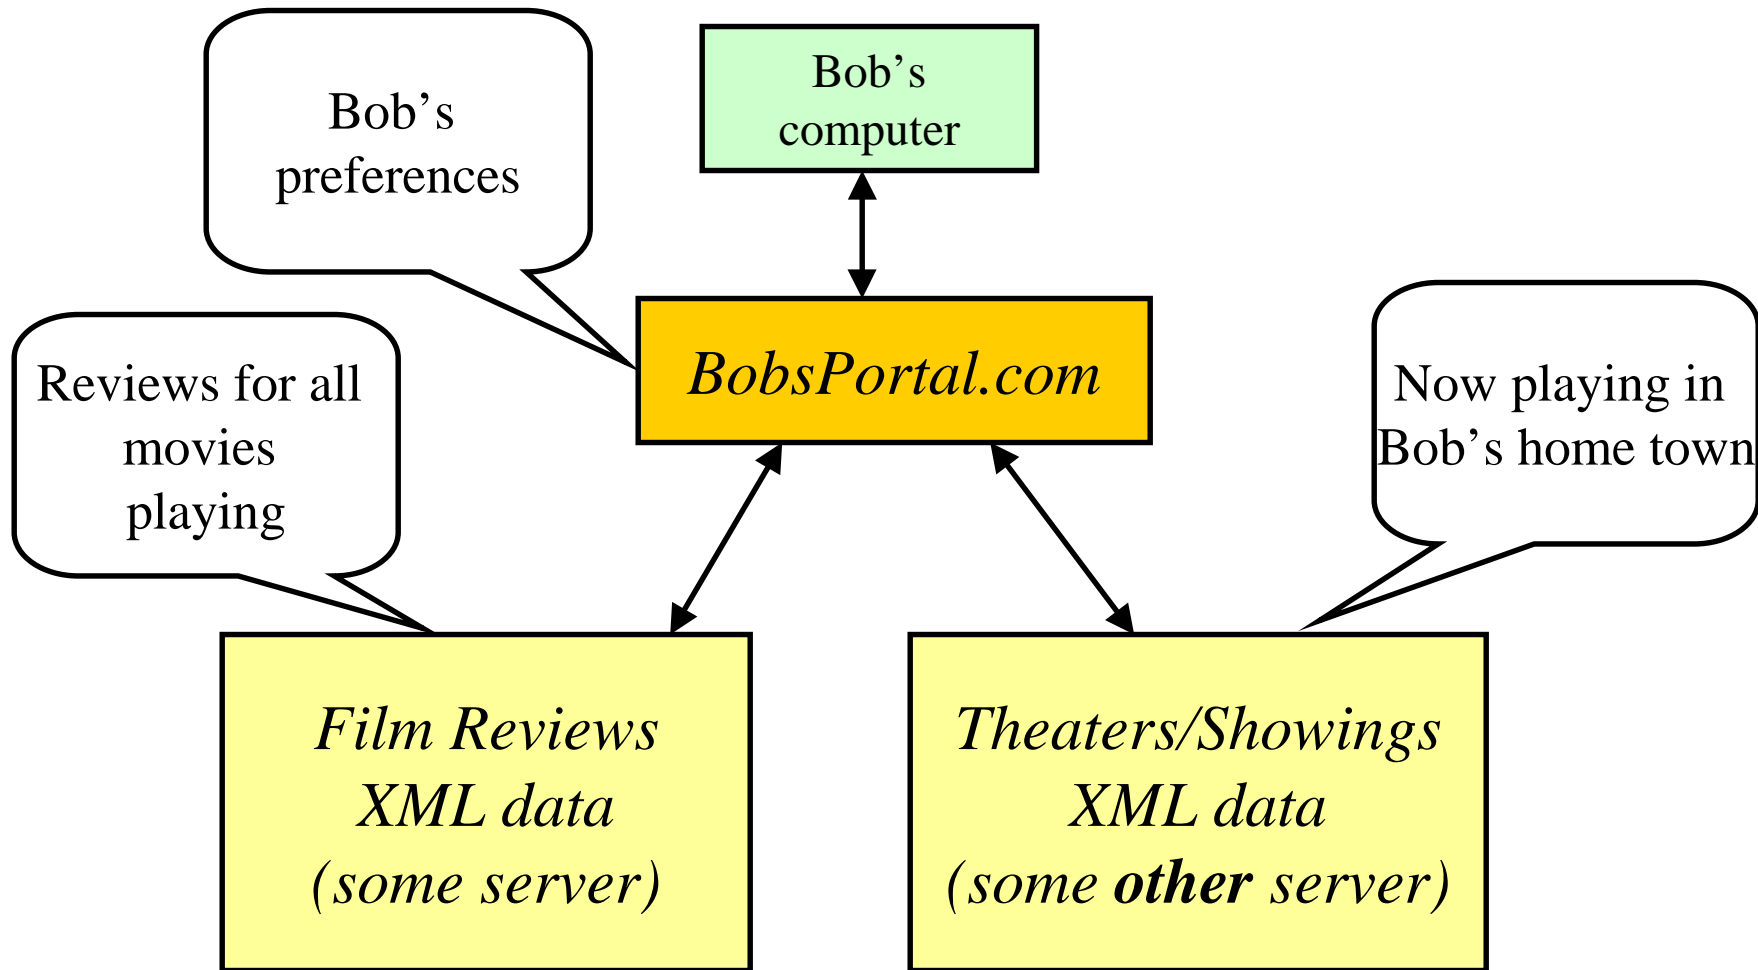 Bob’s
preferences
Bob’s
computer
BobsPortal.com
Reviews for all
movies
playing
Now playing in
Bob’s home town
Film Reviews
XML data
(some server)
Theaters/Showings
XML data
(some other server)